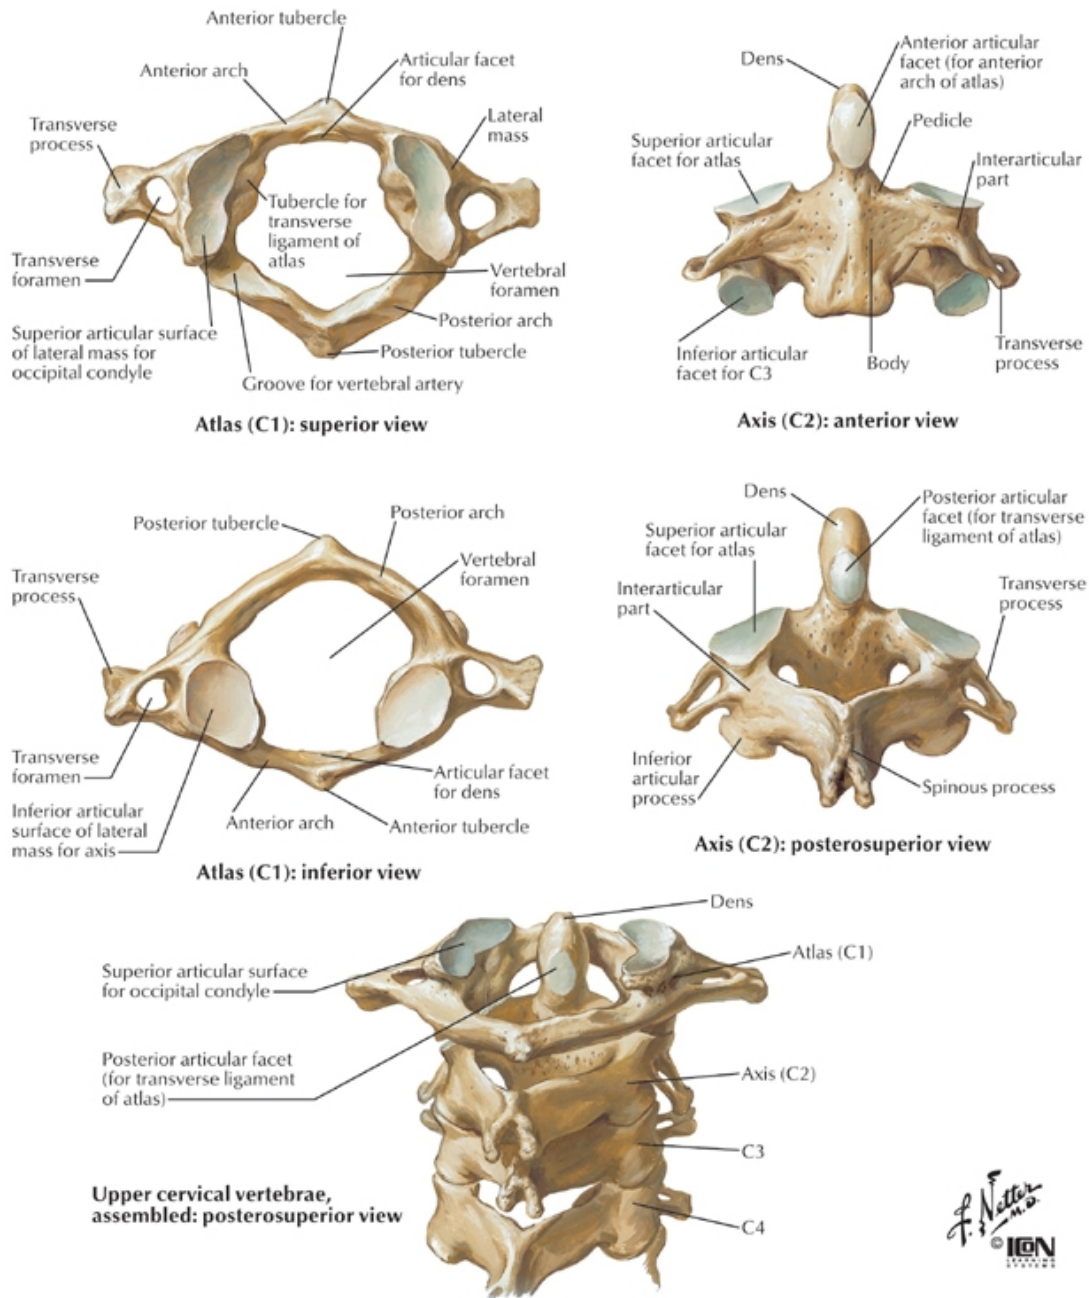 Anterior tubercle
Anterior arch
Articular facet
for dens
Transverse
process
Lateral
mass
Tubercle for
transverse
ligament of
atlas
Transverse
foramen
Vertebral
foramen
Superior articular surface
of lateral mass for
occipital condyle
Posterior arch
Posterior tubercle
Groove for vertebral artery
Atlas (C1): superior view
Dens
Anterior articular
facet (for anterior
arch of atlas)
Superior articular
facet for atlas
Pedicle
Interarticular
part
Inferior articular
facet for C3
Body
Transverse
process
Axis (C2): anterior view
Posterior tubercle
Posterior arch
Vertebral
foramen
Transverse
process
Transverse
foramen
Inferior articular
surface of lateral
mass for axis
Anterior arch
Articular facet
for dens
Anterior tubercle
Atlas (C1): inferior view
Dens
Posterior articular
facet (for transverse
ligament of atlas)
Superior articular
facet for atlas
Interarticular
part
Transverse
process
Inferior
articular
process
Spinous process
Axis (C2): posterosuperior view
Dens
Superior articular surface
for occipital condyle
Atlas (C1)
Posterior articular facet
(for transverse ligament
of atlas)
Axis (C2)
C3
C4
Upper cervical vertebrae,
assembled: posterosuperior view
F. Netter
M.D.
© ICON
LEARNING
SYSTEMS